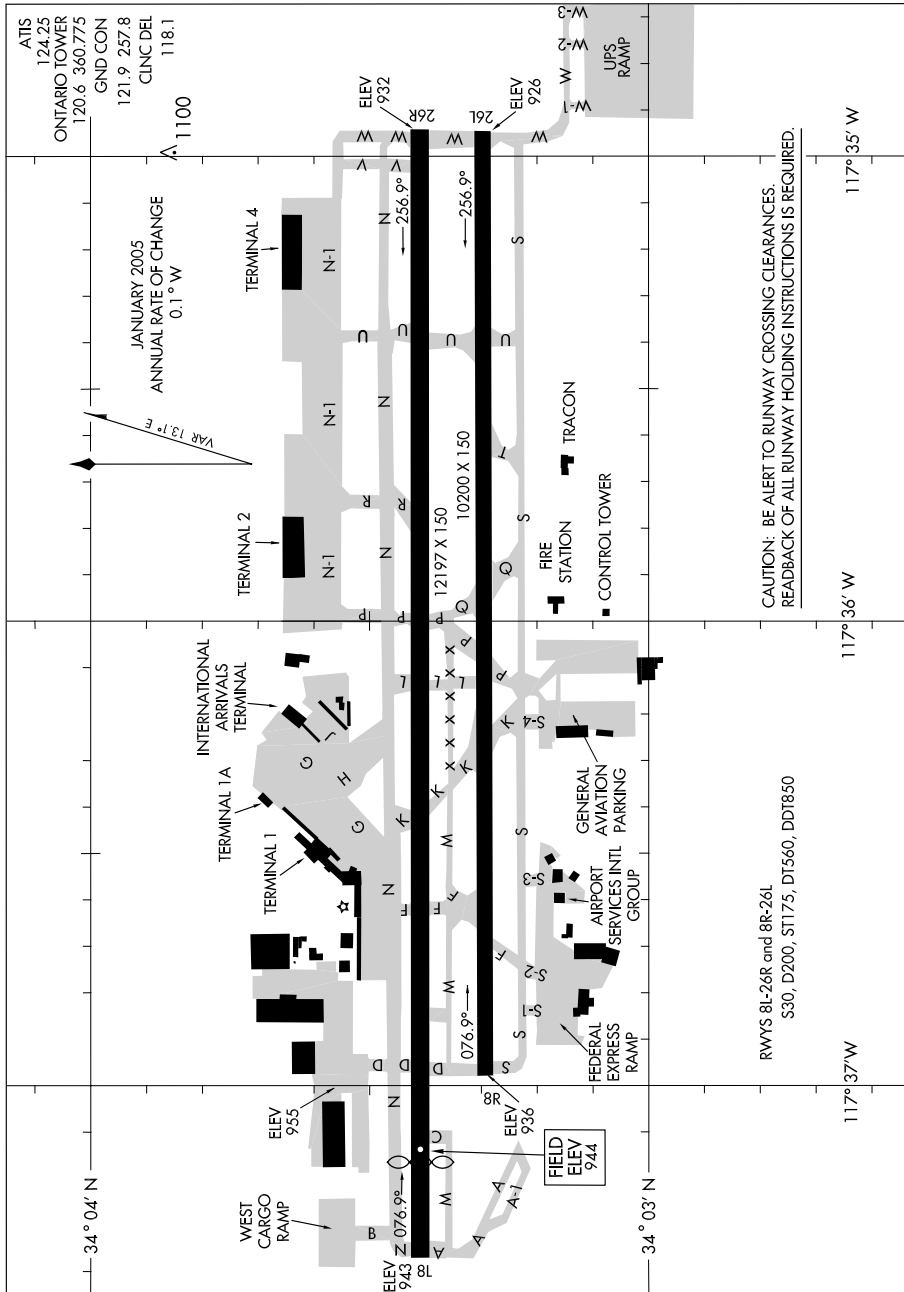 ATIS
124.25
ONTARIO TOWER
120.6 360.775
GND CON
121.9 257.8
CLNC DEL
118.1
1100
JANUARY 2005
ANNUAL RATE OF CHANGE
0.1° W
VAR 13.1° E
34° 04' N
WEST
CARGO
RAMP
ELEV
955
TERMINAL 1
TERMINAL 1A
INTERNATIONAL
ARRIVALS
TERMINAL
TERMINAL 2
TERMINAL 4
G
H
J
G
N-1
N-1
N-1
B
D
F
P
R
U
V
W
N
N
N
N
N
N
D
F
K
L
P
R
U
V
W
ELEV
943
8L
076.9°
256.9°
26R
ELEV
932
12197 X 150
A
C
D
F
K
L
P
U
W
W
W
W
X X X X X X
F
K
P
Q
10200 X 150
FIELD
ELEV
944
8R
ELEV
936
076.9°
256.9°
26L
ELEV
926
A
A
A-1
S
F
K
P
Q
T
U
W
S
S
S
S
S-1
S-2
S-3
S-4
W-1
W
W-2
W-3
UPS
RAMP
FEDERAL
EXPRESS
RAMP
AIRPORT
SERVICES INTL
GROUP
GENERAL
AVIATION
PARKING
FIRE
STATION
CONTROL TOWER
TRACON
34° 03' N
RWYS 8L-26R and 8R-26L
S30, D200, ST175, DT560, DDT850
CAUTION: BE ALERT TO RUNWAY CROSSING CLEARANCES.
READBACK OF ALL RUNWAY HOLDING INSTRUCTIONS IS REQUIRED.
117° 37' W
117° 36' W
117° 35' W